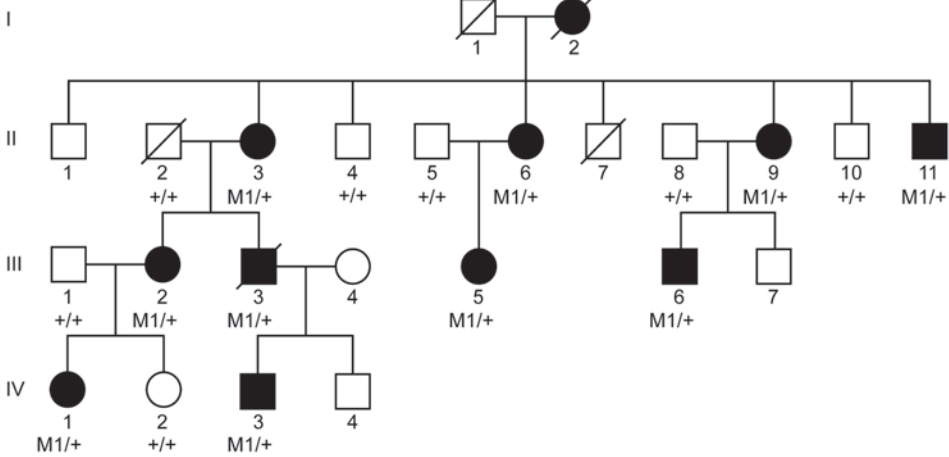 I
1 2
II
1 2 3 4 5 6 7 8 9 10 11
+/+ M1/+ +/+ +/+ M1/+ +/+ M1/+ +/+ M1/+
III
1 2 3 4 5 6 7
+/+ M1/+ M1/+ M1/+ M1/+
IV
1 2 3 4
M1/+ +/+ M1/+